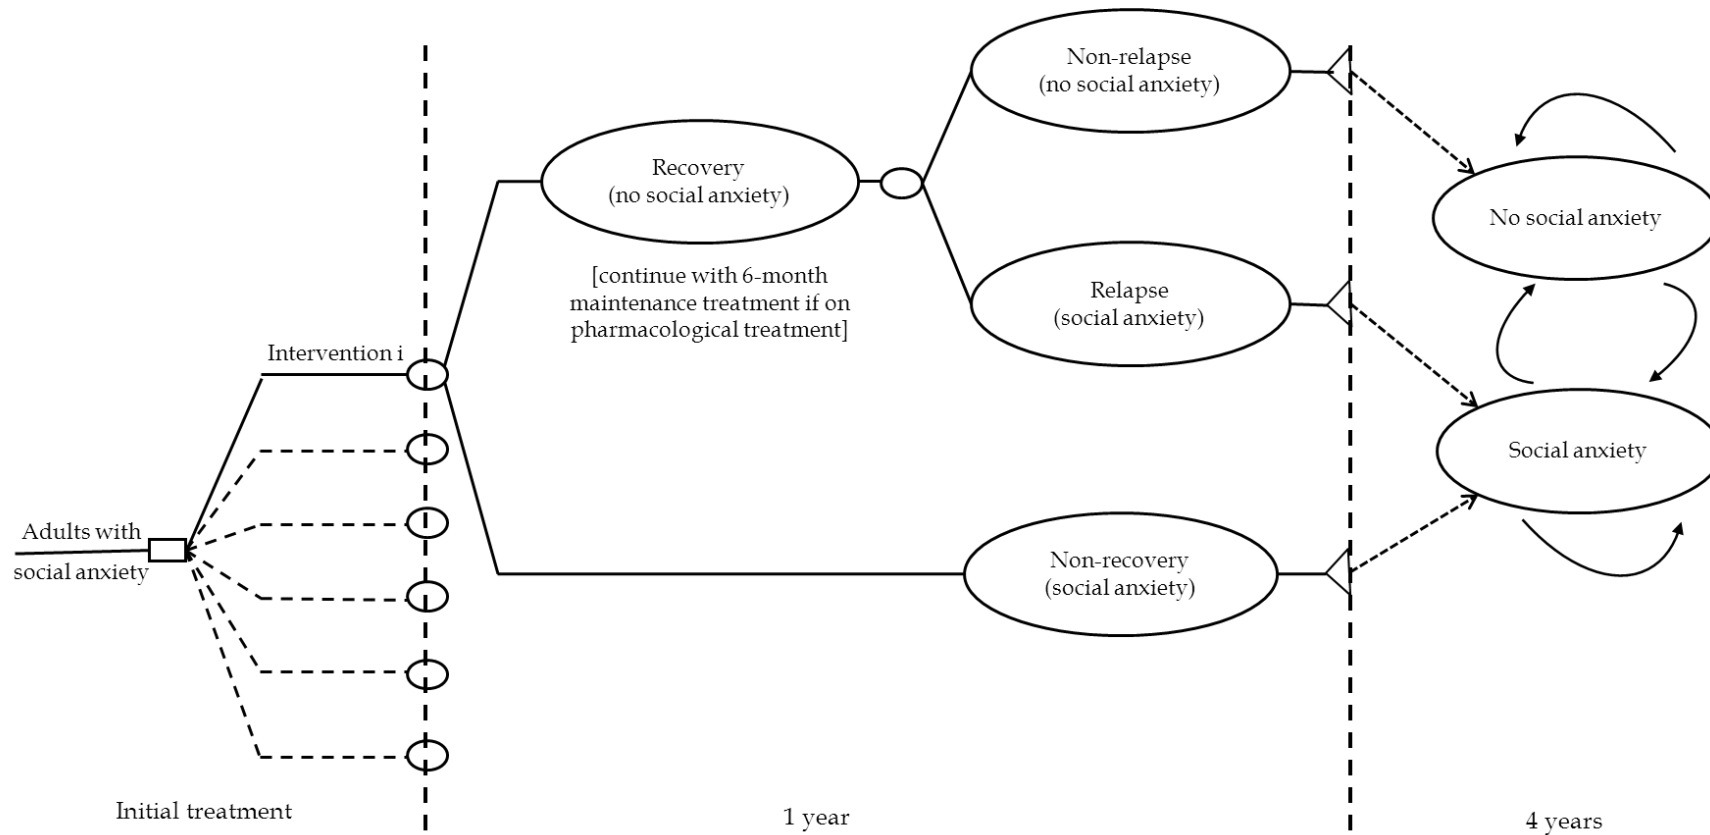 Non-relapse
(no social anxiety)
Recovery
(no social anxiety)
No social anxiety
[continue with 6-month
maintenance treatment if on
pharmacological treatment]
Relapse
(social anxiety)
Intervention i
Social anxiety
Adults with
social anxiety
Non-recovery
(social anxiety)
Initial treatment
1 year
4 years